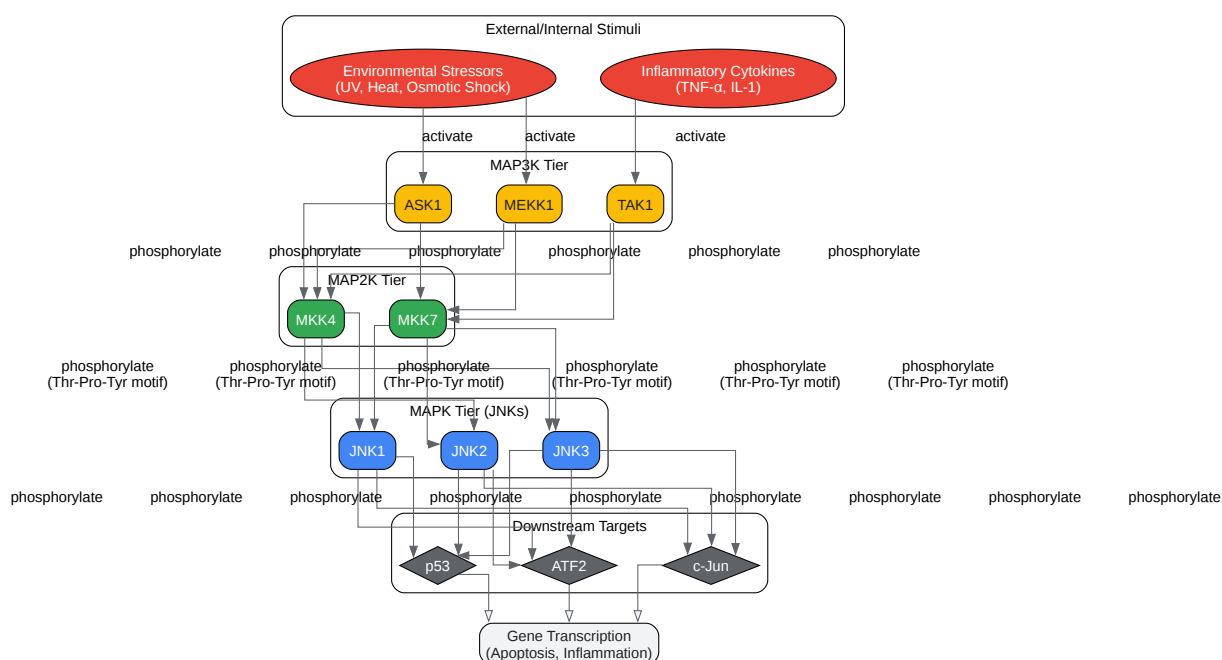 External/Internal Stimuli
Environmental Stressors
(UV, Heat, Osmotic Shock)
Inflammatory Cytokines
(TNF-α, IL-1)
activate
activate
activate
MAP3K Tier
ASK1
MEKK1
TAK1
phosphorylate
phosphorylate
phosphorylate
phosphorylate
phosphorylate
phosphorylate
MAP2K Tier
MKK4
MKK7
phosphorylate
(Thr-Pro-Tyr motif)
phosphorylate
(Thr-Pro-Tyr motif)
phosphorylate
(Thr-Pro-Tyr motif)
phosphorylate
(Thr-Pro-Tyr motif)
phosphorylate
(Thr-Pro-Tyr motif)
phosphorylate
(Thr-Pro-Tyr motif)
MAPK Tier (JNKs)
JNK1
JNK2
JNK3
phosphorylate
phosphorylate
phosphorylate
phosphorylate
phosphorylate
phosphorylate
phosphorylate
phosphorylate
phosphorylate
Downstream Targets
p53
ATF2
c-Jun
Gene Transcription
(Apoptosis, Inflammation)